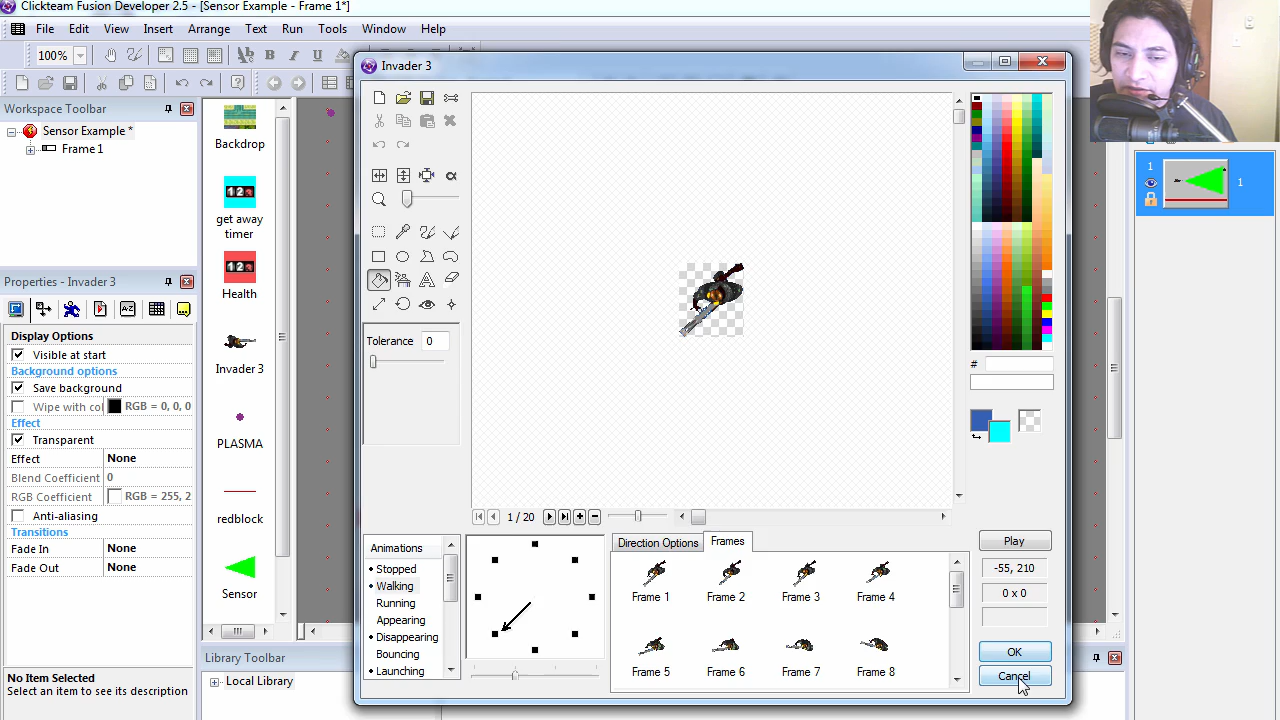 Clickteam Fusion Developer 2.5 - [Sensor Example - Frame 1*]
File Edit View Insert Arrange Text Run Tools Window Help
100%
Workspace Toolbar
Sensor Example *
Frame 1
Properties - Invader 3
Display Options
Visible at start
Background options
Save background
Wipe with col RGB = 0, 0, 0
Effect
Transparent
Effect None
Blend Coefficient 0
RGB Coefficient RGB = 255, 2
Anti-aliasing
Transitions
Fade In None
Fade Out None
No Item Selected
Select an item to see its description
Backdrop
get away
timer
Health
Invader 3
PLASMA
redblock
Sensor
Library Toolbar
Local Library
Invader 3
Tolerance 0
1 / 20
Animations
Stopped
Walking
Running
Appearing
Disappearing
Bouncing
Launching
Direction Options Frames
Frame 1 Frame 2 Frame 3 Frame 4
Frame 5 Frame 6 Frame 7 Frame 8
#
Play
-55, 210
0 x 0
OK
Cancel
1
1